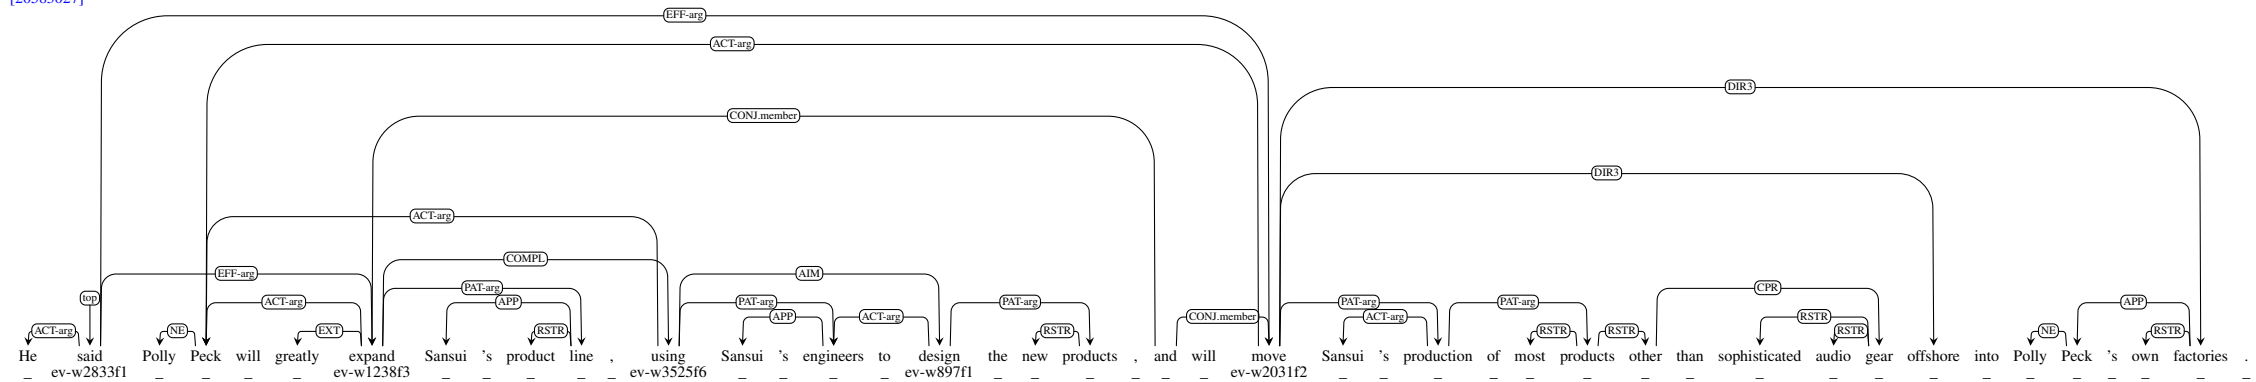 EFF-arg
ACT-arg
DIR3
CONJ.member
DIR3
ACT-arg
COMPL
EFF-arg AIM
PAT-arg CPR
top
ACT-arg APP PAT-arg PAT-arg PAT-arg PAT-arg APP
APP ACT-arg CONJ.member ACT-arg RSTR
ACT-arg NE EXT RSTR RSTR RSTR RSTR RSTR NE RSTR
He said Polly Peck will greatly expand Sansui 's product line , using Sansui 's engineers to design the new products , and will move Sansui 's production of most products other than sophisticated audio gear offshore into Polly Peck 's own factories .
_ ev-w2833f1 _ _ _ _ ev-w1238f3 _ _ _ _ _ ev-w3525f6 _ _ _ _ ev-w897f1 _ _ _ _ _ _ ev-w2031f2 _ _ _ _ _ _ _ _ _ _ _ _ _ _ _ _ _ _ _